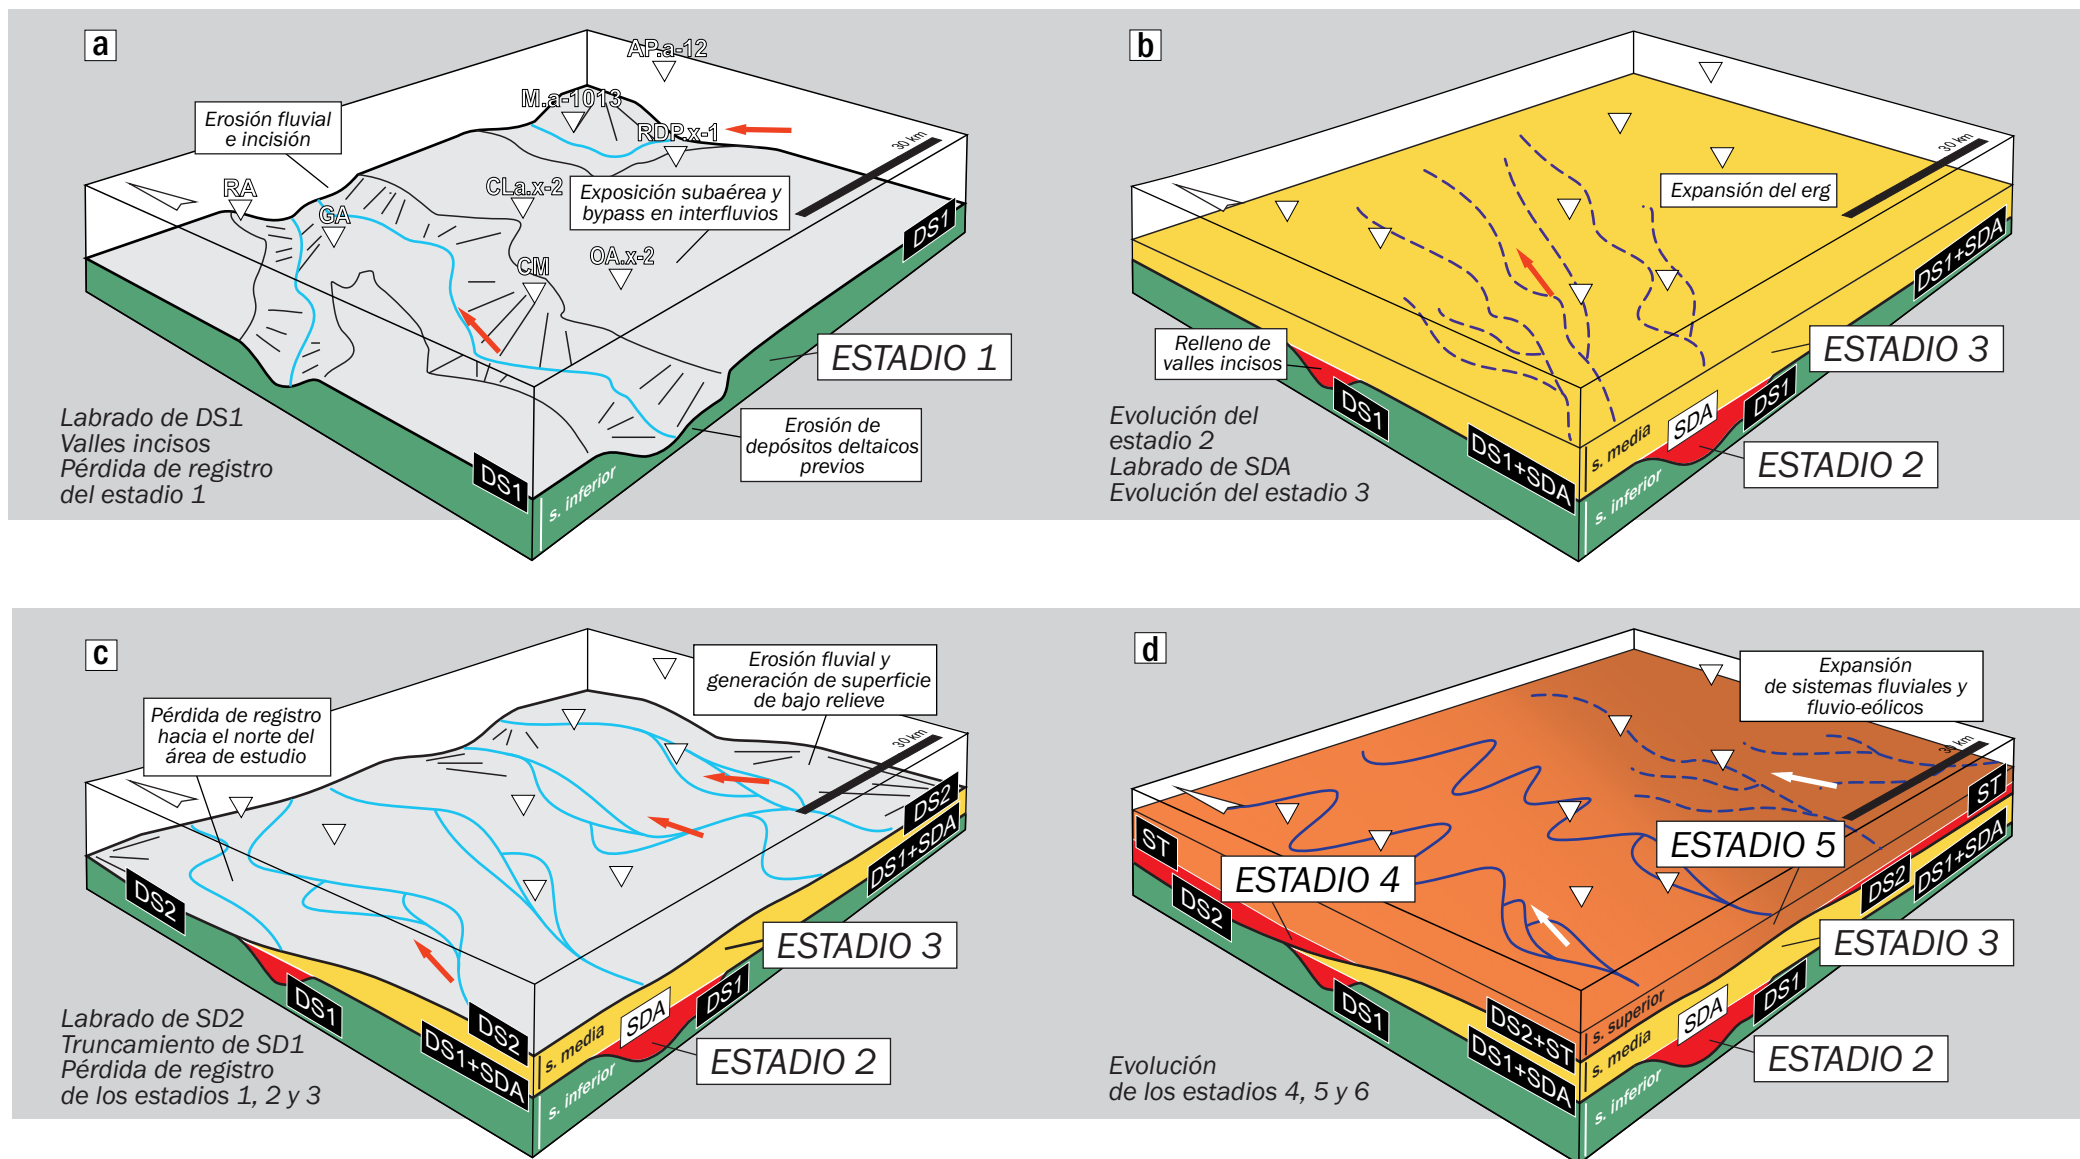 a
AP.a-12
M.a-1013
RDP.x-1
Erosión fluvial
e incisión
30 km
RA
GA
CLa.x-2
Exposición subaérea y
bypass en interfluvios
CM
OA.x-2
DS1
ESTADIO 1
Labrado de DS1
Valles incisos
Pérdida de registro
del estadio 1
DS1
s. inferior
Erosión de
depósitos deltaicos
previos
b
30 km
Expansión del erg
DS1+SDA
Relleno de
valles incisos
ESTADIO 3
DS1
SDA
DS1
Evolución del
estadio 2
Labrado de SDA
Evolución del estadio 3
DS1+SDA
s. media
s. inferior
ESTADIO 2
c
Erosión fluvial y
generación de superficie
de bajo relieve
Pérdida de registro
hacia el norte del
área de estudio
30 km
DS2
DS1+SDA
DS2
ESTADIO 3
DS1
SDA
DS1
DS2
DS1+SDA
s. media
s. inferior
ESTADIO 2
Labrado de SD2
Truncamiento de SD1
Pérdida de registro
de los estadios 1, 2 y 3
d
Expansión
de sistemas fluviales y
fluvio-eólicos
30 km
ST
ST
ESTADIO 5
ESTADIO 4
DS2
DS1+SDA
DS2
ESTADIO 3
DS1
SDA
DS1
DS2+ST
DS1+SDA
s. superior
s. media
s. inferior
ESTADIO 2
Evolución
de los estadios 4, 5 y 6